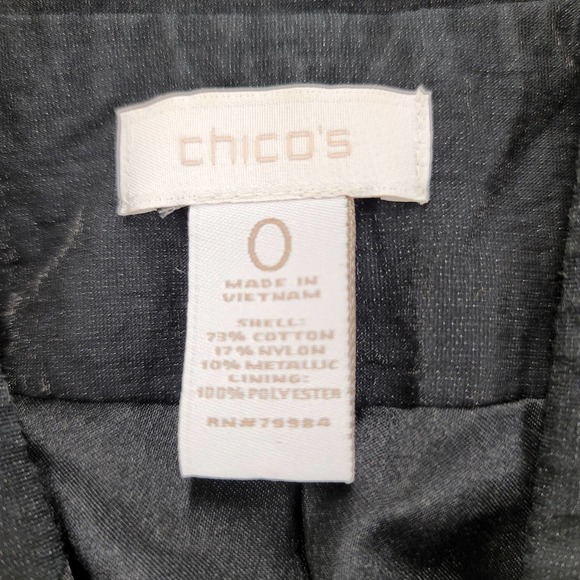 chico's
0
MADE IN
VIETNAM
SHELL:
73% COTTON
17% NYLON
10% METALLIC
LINING:
100% POLYESTER
RN#79984